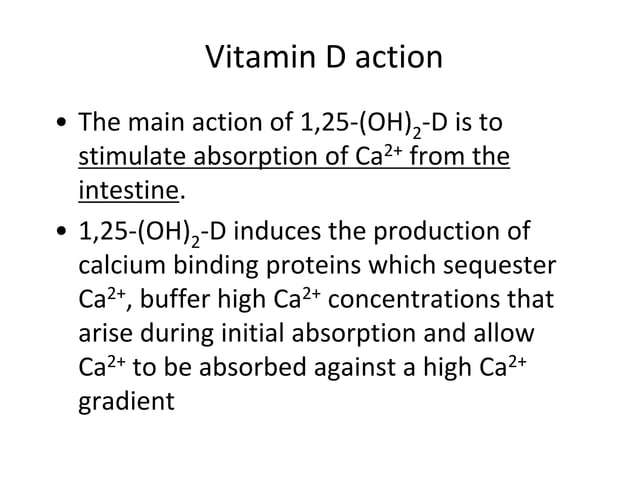 Vitamin D action
• The main action of 1,25-(OH)₂-D is to
stimulate absorption of Ca²⁺ from the
intestine.
• 1,25-(OH)₂-D induces the production of
calcium binding proteins which sequester
Ca²⁺, buffer high Ca²⁺ concentrations that
arise during initial absorption and allow
Ca²⁺ to be absorbed against a high Ca²⁺
gradient